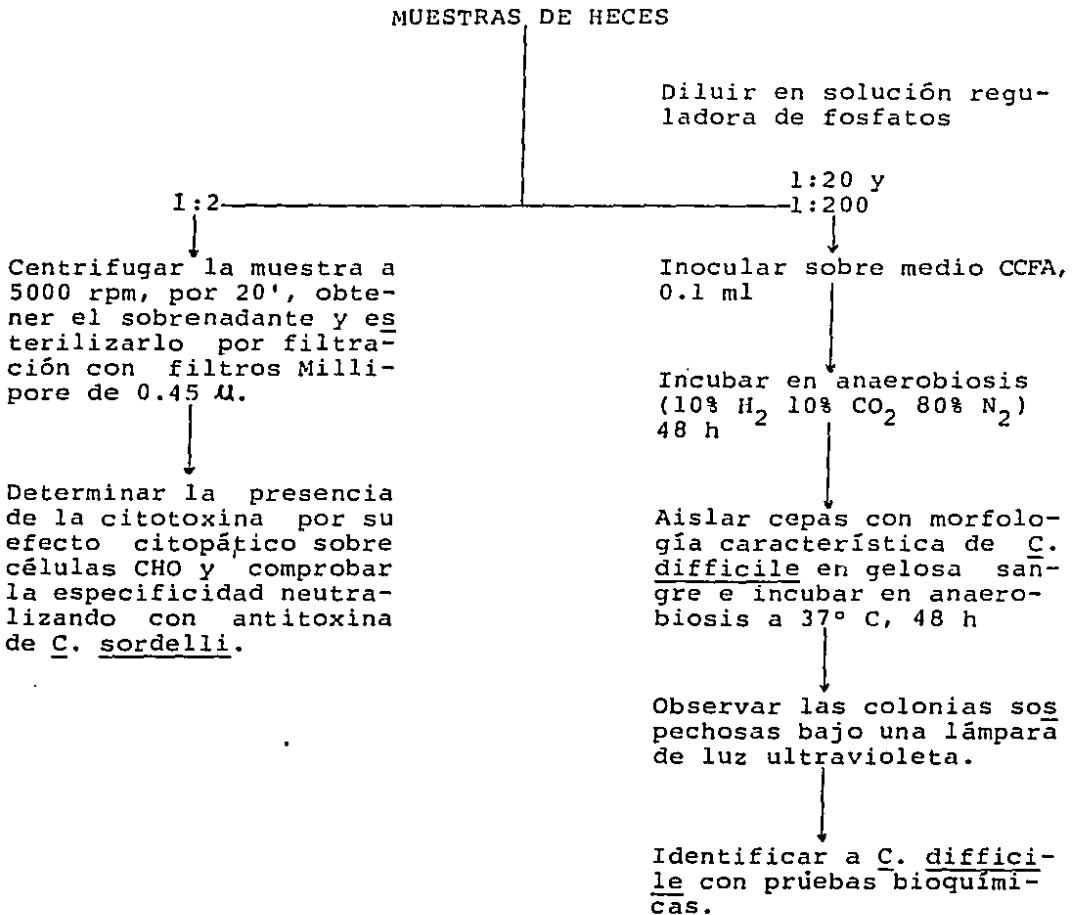 MUESTRAS DE HECES
Diluir en solución regu-
ladora de fosfatos
1:2
1:20 y
1:200
Centrifugar la muestra a
5000 rpm, por 20', obte-
ner el sobrenadante y es
terilizarlo por filtra-
ción con filtros Milli-
pore de 0.45 µ.
Determinar la presencia
de la citotoxina por su
efecto citopático sobre
células CHO y comprobar
la especificidad neutra-
lizando con antitoxina
de C. sordelli.
Inocular sobre medio CCFA,
0.1 ml
Incubar en anaerobiosis
(10% H2 10% CO2 80% N2)
48 h
Aislar cepas con morfolo-
gía característica de C.
difficile en gelosa san-
gre e incubar en anaero-
biosis a 37° C, 48 h
Observar las colonias sos
pechosas bajo una lámpara
de luz ultravioleta.
Identificar a C. diffici-
le con pruebas bioquími-
cas.